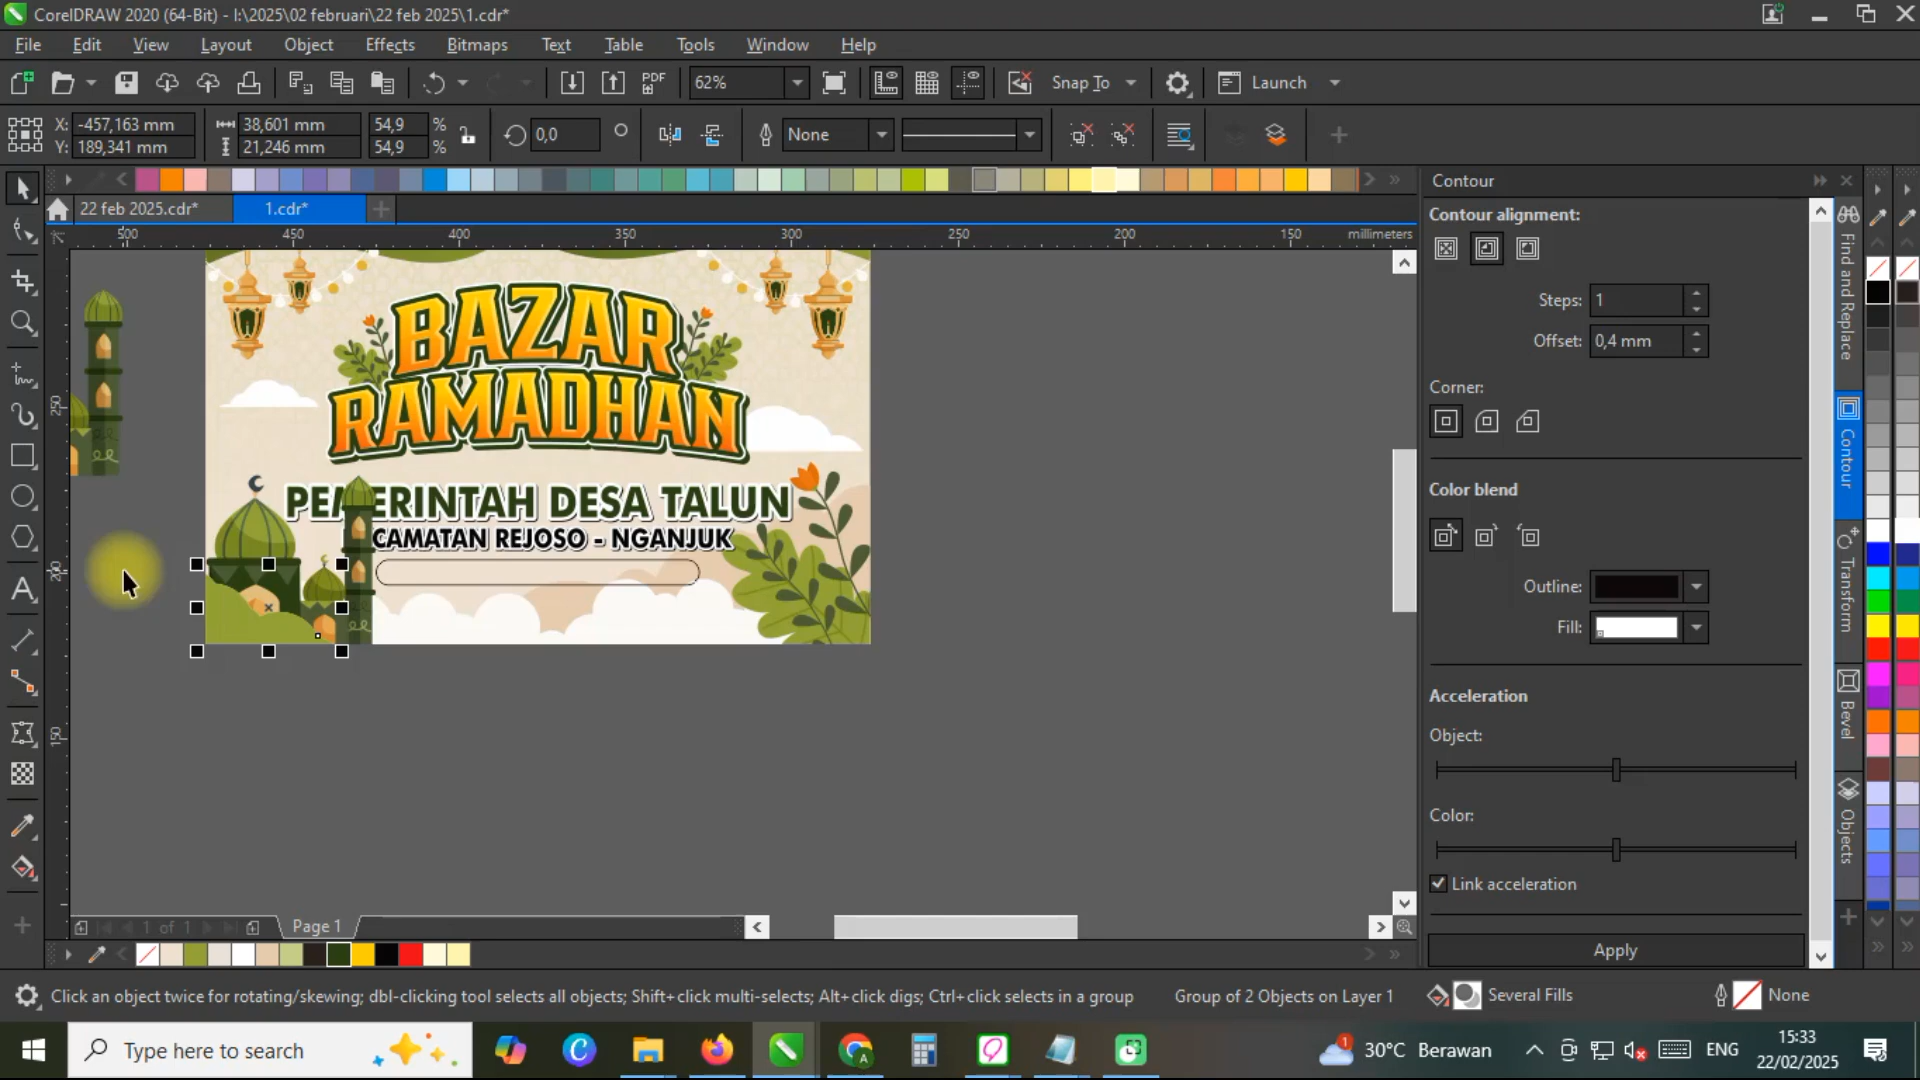 CorelDRAW 2020 (64-Bit) - I:\2025\02 februari\22 feb 2025\1.cdr*
File Edit View Layout Object Effects Bitmaps Text Table Tools Window Help
PDF 62% Snap To Launch
X: -457,163 mm 38,601 mm 54,9 % 0,0 ° None
Y: 189,341 mm 21,246 mm 54,9 %
22 feb 2025.cdr* 1.cdr*
500 450 400 350 300 250 200 150 millimeters
250
200
150
BAZAR
RAMADHAN
PEMERINTAH DESA TALUN
CAMATAN REJOSO - NGANJUK
1 of 1 Page 1
Contour
Contour alignment:
Steps: 1
Offset: 0,4 mm
Corner:
Color blend
Outline:
Fill:
Acceleration
Object:
Color:
Link acceleration
Apply
Find and Replace
Contour
Transform
Bevel
Objects
Click an object twice for rotating/skewing; dbl-clicking tool selects all objects; Shift+click multi-selects; Alt+click digs; Ctrl+click selects in a group Group of 2 Objects on Layer 1 Several Fills None
Type here to search 30°C Berawan ENG 15:33
22/02/2025